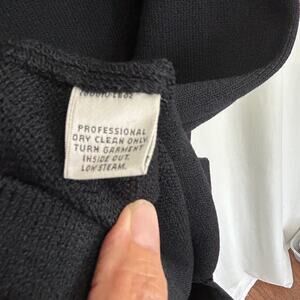 PROFESSIONAL
DRY CLEAN ONLY
TURN GARMENT
INSIDE OUT.
LOW STEAM.